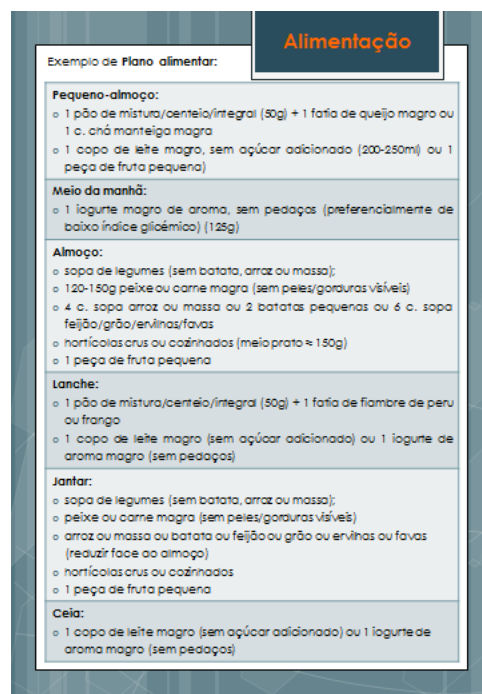 Alimentação
Exemplo de Plano alimentar:
Pequeno-almoço:
o 1 pão de mistura/centeio/integral (50g) + 1 fatia de queijo magro ou
1 c. chá manteiga magra
o 1 copo de leite magro, sem açúcar adicionado (200-250ml) ou 1
peça de fruta pequena)
Meio da manhã:
o 1 iogurte magro de aroma, sem pedaços (preferencialmente de
baixo índice glicémico) (125g)
Almoço:
o sopa de legumes (sem batata, arroz ou massa);
o 120-150g peixe ou carne magra (sem peles/gorduras visíveis)
o 4 c. sopa arroz ou massa ou 2 batatas pequenas ou 6 c. sopa
feijão/grão/ervilhas/favas
o hortícolas crus ou cozinhados (meio prato ≈ 150g)
o 1 peça de fruta pequena
Lanche:
o 1 pão de mistura/centeio/integral (50g) + 1 fatia de fiambre de peru
ou frango
o 1 copo de leite magro (sem açúcar adicionado) ou 1 iogurte de
aroma magro (sem pedaços)
Jantar:
o sopa de legumes (sem batata, arroz ou massa);
o peixe ou carne magra (sem peles/gorduras visíveis)
o arroz ou massa ou batata ou feijão ou grão ou ervilhas ou favas
(reduzir face ao almoço)
o hortícolas crus ou cozinhados
o 1 peça de fruta pequena
Ceia:
o 1 copo de leite magro (sem açúcar adicionado) ou 1 iogurte de
aroma magro (sem pedaços)